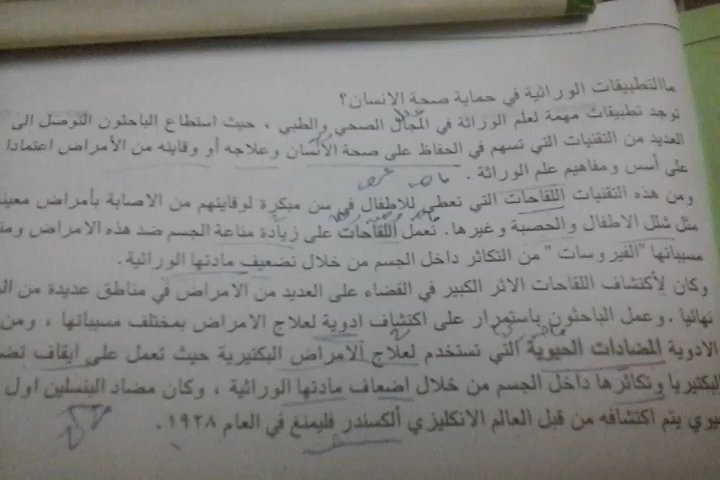 ماالتطبيقات الوراثية في حماية صحة الانسان؟
توجد تطبيقات مهمة لعلم الوراثة في المجال الصحي والطبي ، حيث استطاع الباحثون التوصل الى
العديد من التقنيات التي تسهم في الحفاظ على صحة الأنسان وعلاجه أو وقايته من الأمراض اعتمادا
على أسس ومفاهيم علم الوراثة .
ومن هذه التقنيات اللقاحات التي تعطى للاطفال في سن مبكرة لوقايتهم من الاصابة بأمراض معينة
مثل شلل الاطفال والحصبة وغيرها. تعمل اللقاحات على زيادة مناعة الجسم ضد هذه الامراض
مسبباتها "الفيروسات" من التكاثر داخل الجسم من خلال تضعيف مادتها الوراثية.
وكان لأكتشاف اللقاحات الاثر الكبير في القضاء على العديد من الامراض في مناطق عديدة من
نهائيا . وعمل الباحثون باستمرار على اكتشاف ادوية لعلاج الامراض بمختلف مسبباتها ، ومن
الادوية المضادات الحيوية التي تستخدم لعلاج الامراض البكتيرية حيث تعمل على ايقاف
البكتيريا وتكاثرها داخل الجسم من خلال اضعاف مادتها الوراثية ، وكان مضاد البنسلين اول
يتم اكتشافه من قبل العالم الانكليزي ألكسندر فليمنغ في العام ١٩٢٨ .